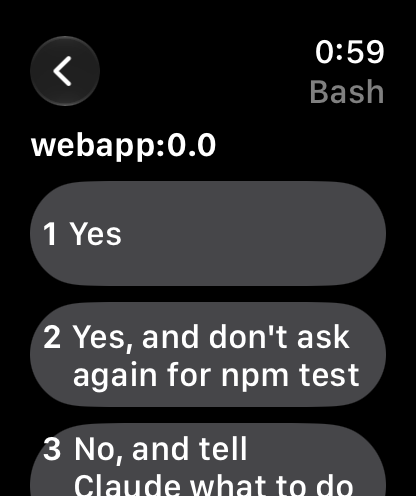 0:59
Bash
webapp:0.0
1 Yes
2 Yes, and don't ask
again for npm test
3 No, and tell
Claude what to do